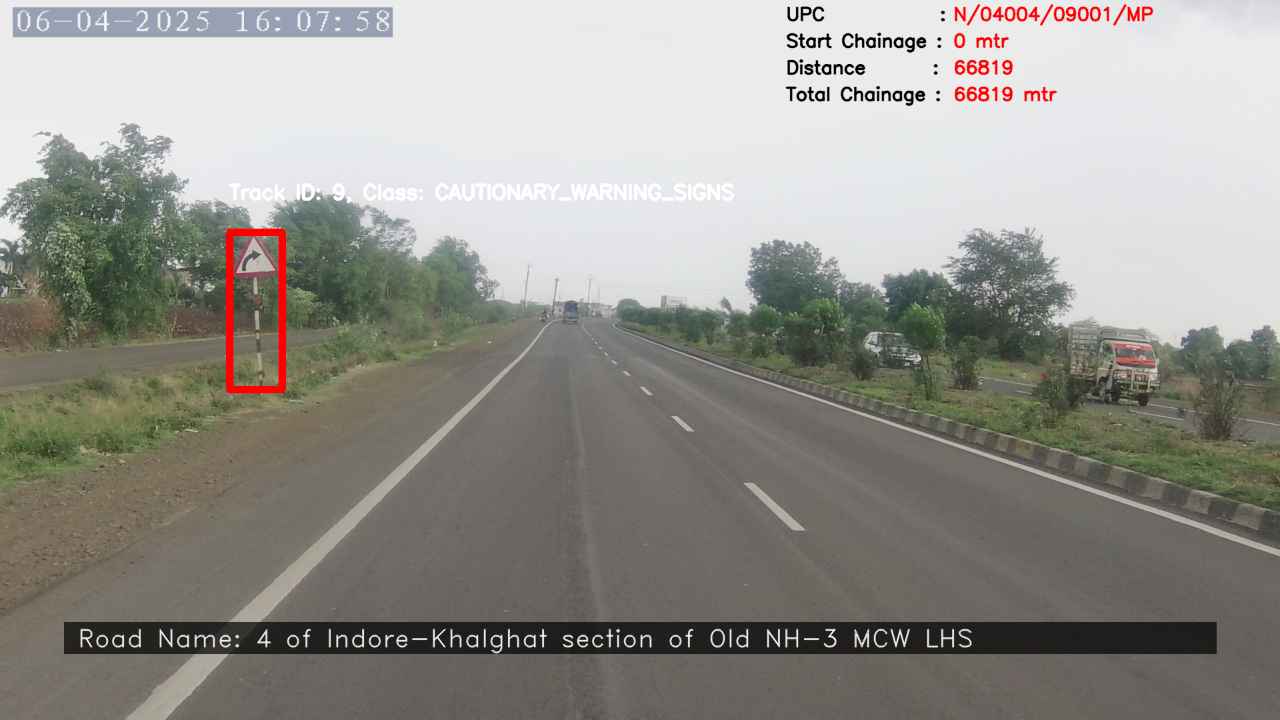 06-04-2025 16:07:58
UPC : N/04004/09001/MP
Start Chainage : 0 mtr
Distance : 66819
Total Chainage : 66819 mtr
Track ID: 9, Class: CAUTIONARY_WARNING_SIGNS
Road Name: 4 of Indore-Khalghat section of Old NH-3 MCW LHS